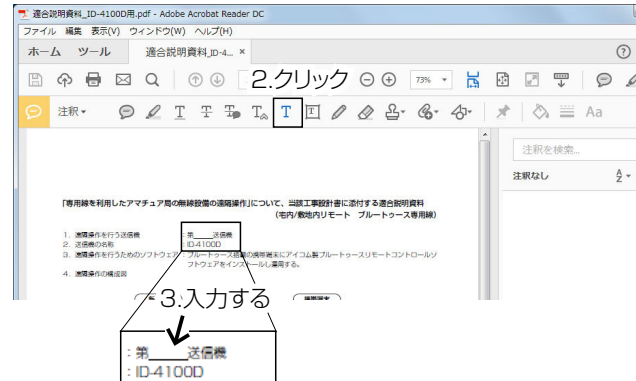 適合説明資料_ID-4100D用.pdf - Adobe Acrobat Reader DC
ファイル 編集 表示(V) ウィンドウ(W) ヘルプ(H)
ホーム ツール 適合説明資料_ID-4... ×
2.クリック 73%
注釈 T T T T T T Aa
注釈を検索...
注釈なし A Z
「専用線を利用したアマチュア局の無線設備の遠隔操作」について、当該工事設計書に添付する適合説明資料
(宅内/敷地内リモート ブルートゥース専用線)
1. 遠隔操作を行う送信機 : 第____送信機
2. 送信機の名称 : ID-4100D
3. 遠隔操作を行うためのソフトウェア : ブルートゥース搭載の携帯端末にアイコム製ブルートゥースリモートコントロールソ
フトウェアをインストールし運用する。
4. 遠隔操作の構成図
3.入力する
: 第____送信機
: ID-4100D